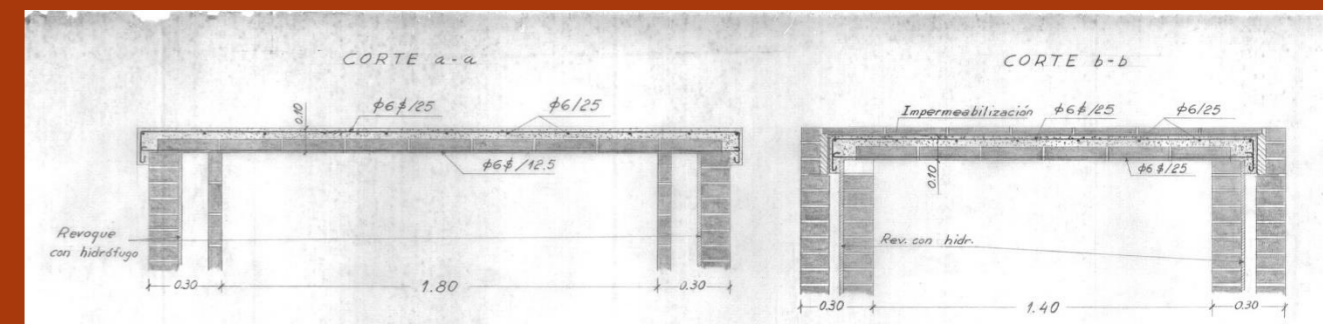 CORTE a-a
0.10
φ6 $/25
φ6/25
φ6 $/12.5
Revoque
con hidrófugo
0.30
1.80
0.30
CORTE b-b
Impermeabilización
φ6 $/25
φ6/25
0.10
φ6 $/25
Rev. con hidr.
0.30
1.40
0.30